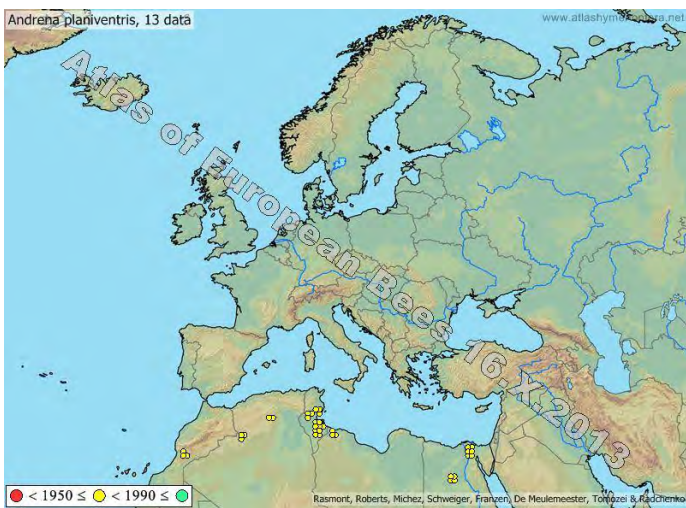 Andrena planiventris, 13 data
www.atlashymenoptera.net
Atlas of European Bees 16.X.2013
< 1950 ≤ < 1990 ≤
Rasmont, Roberts, Michez, Schweiger, Franzen, De Meulemeester, Tomozei & Radchenko